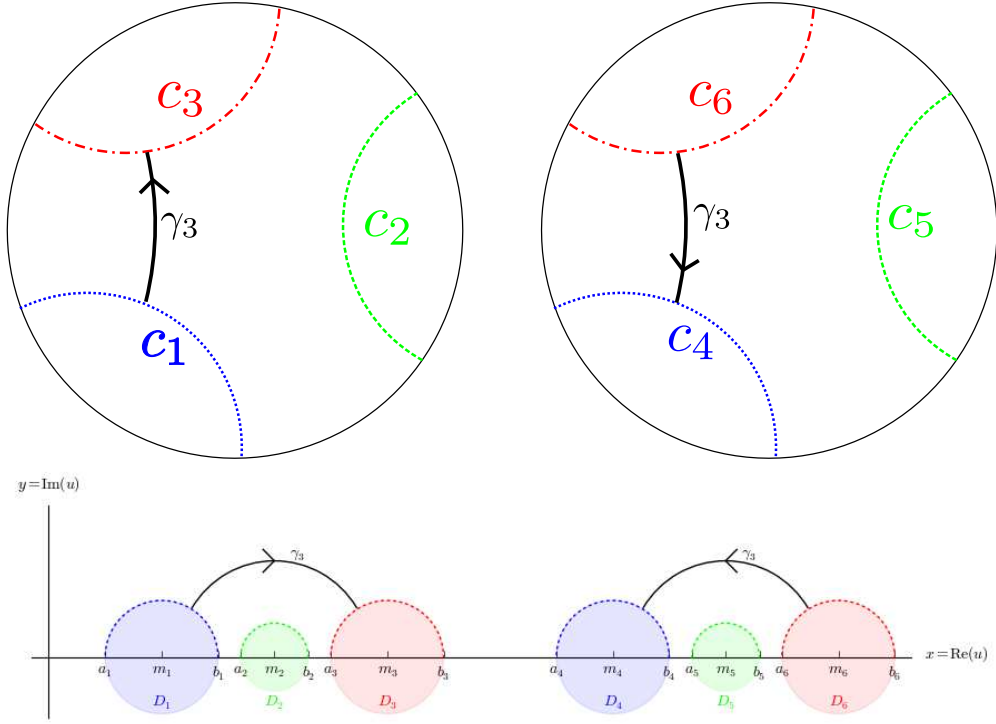 c₃
c₆
γ₃
c₂
γ₃
c₅
c₁
c₄
y=Im(u)
γ₃ γ₃
a₁ m₁ b₁ a₂ m₂ b₂ a₃ m₃ b₃ a₄ m₄ b₄ a₅ m₅ b₅ a₆ m₆ b₆ x=Re(u)
D₁ D₂ D₃ D₄ D₅ D₆